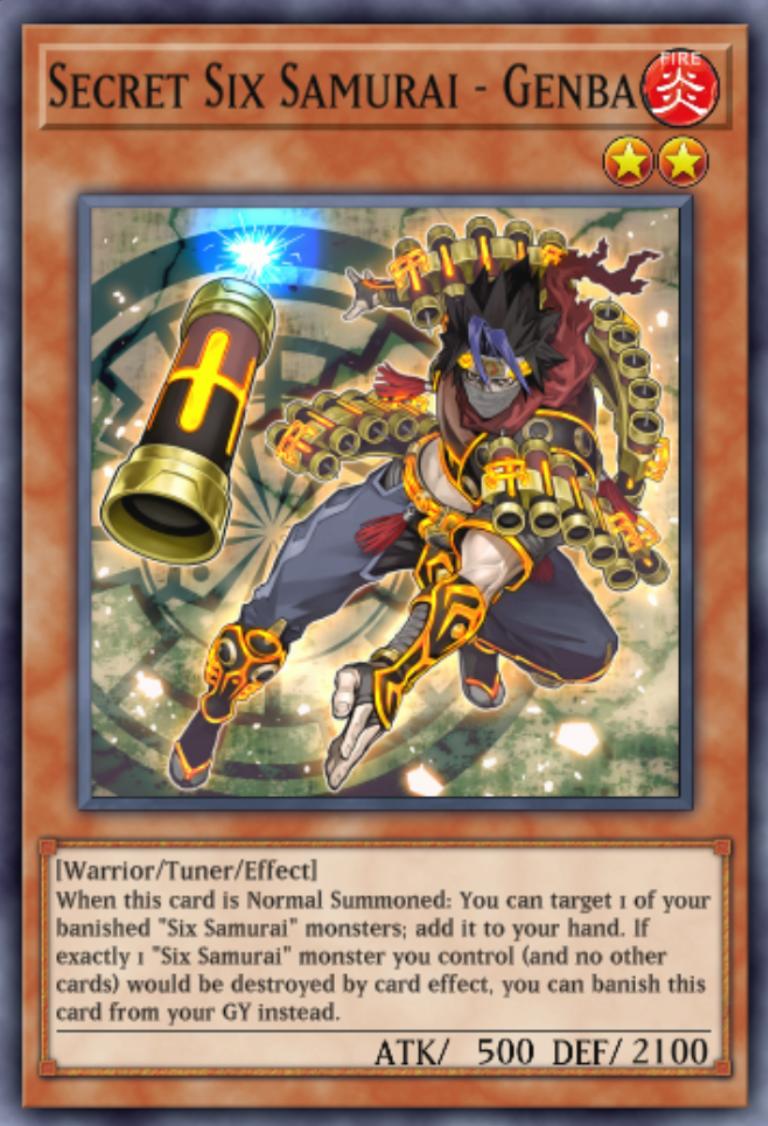 SECRET SIX SAMURAI - GENBA
FIRE
炎
[Warrior/Tuner/Effect]
When this card is Normal Summoned: You can target 1 of your
banished "Six Samurai" monsters; add it to your hand. If
exactly 1 "Six Samurai" monster you control (and no other
cards) would be destroyed by card effect, you can banish this
card from your GY instead.
ATK/ 500 DEF/ 2100